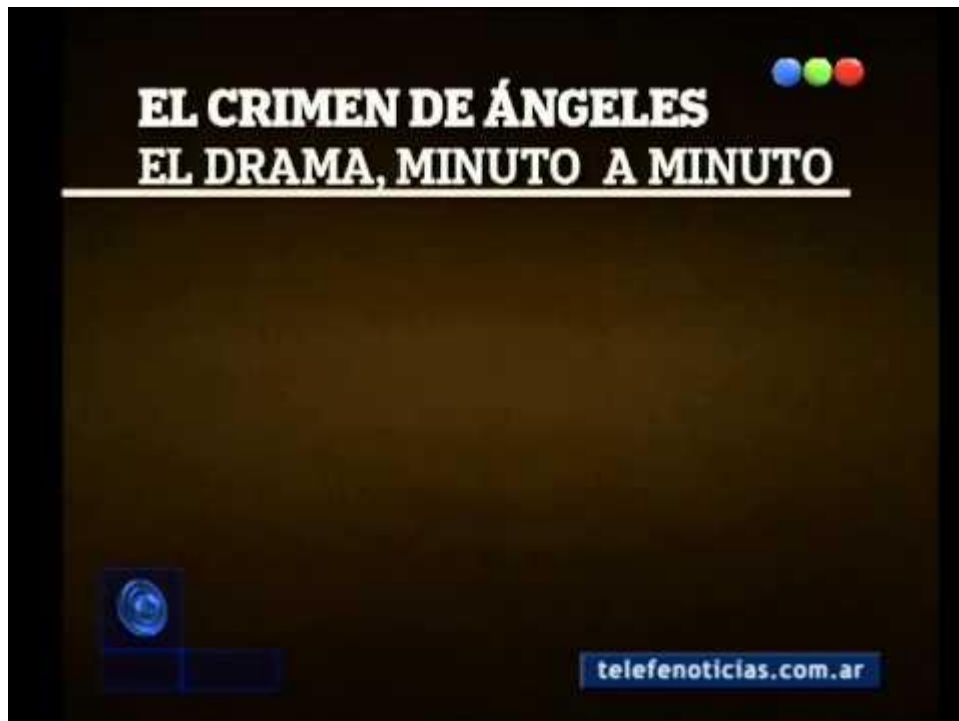 EL CRIMEN DE ÁNGELES
EL DRAMA, MINUTO A MINUTO
telefenoticias.com.ar